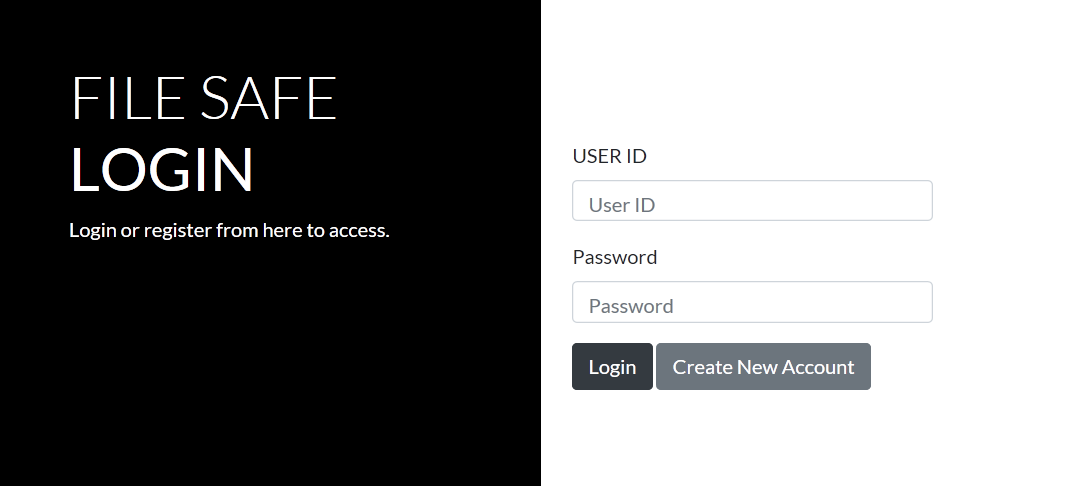 FILE SAFE
LOGIN
Login or register from here to access.
USER ID
User ID
Password
Password
Login Create New Account